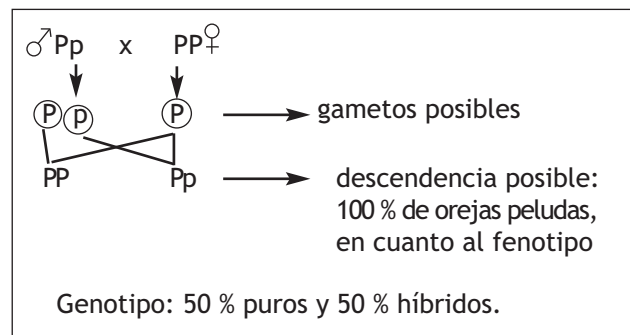 ♂Pp x PP♀
P p P gametos posibles
PP Pp descendencia posible:
100 % de orejas peludas,
en cuanto al fenotipo
Genotipo: 50 % puros y 50 % híbridos.